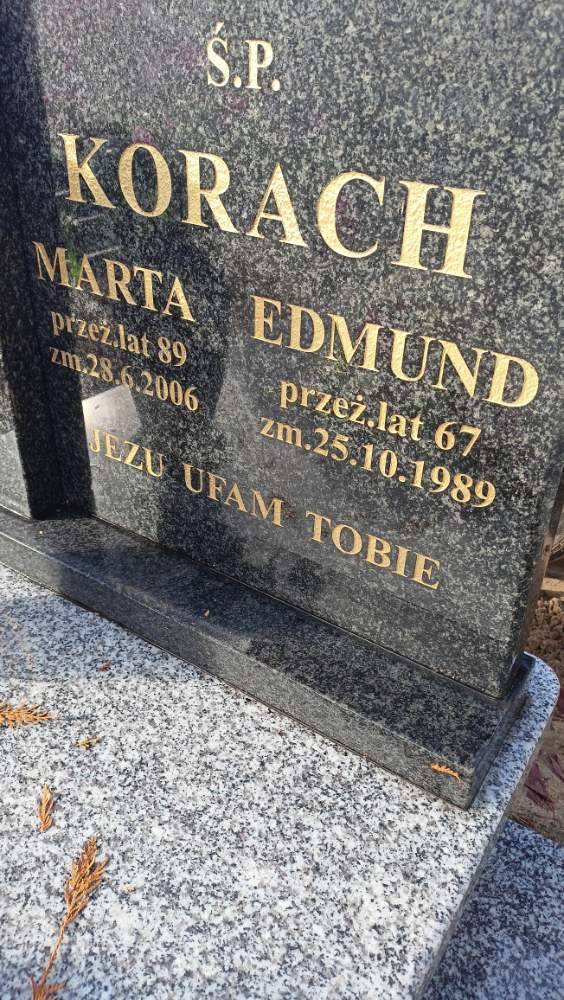 Ś.P.
KORACH
MARTA
przeż.lat 89
zm.28.6.2006
EDMUND
przeż.lat 67
zm.25.10.1989
JEZU UFAM TOBIE